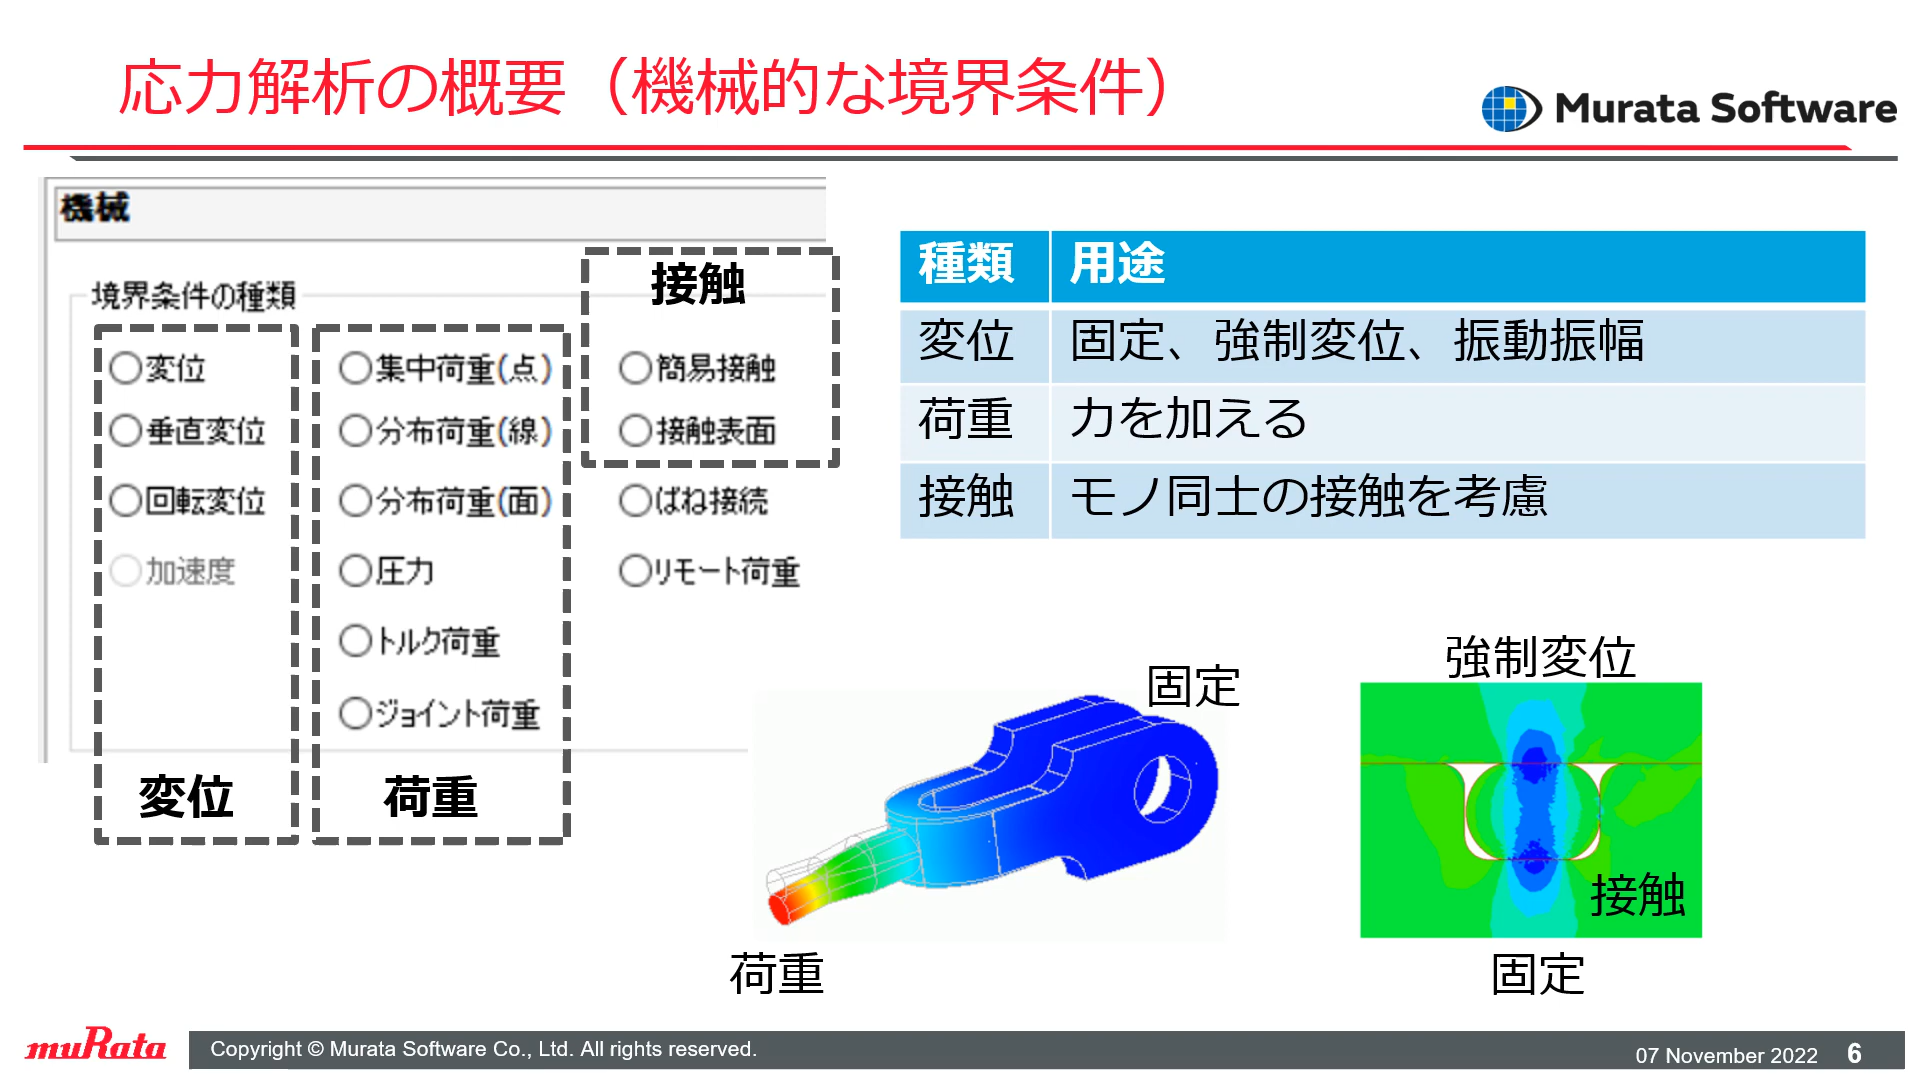 応力解析の概要（機械的な境界条件）
Murata Software
機械
境界条件の種類
変位
垂直変位
回転変位
加速度
変位
集中荷重(点)
分布荷重(線)
分布荷重(面)
圧力
トルク荷重
ジョイント荷重
荷重
接触
簡易接触
接触表面
ばね接続
リモート荷重
種類 用途
変位 固定、強制変位、振動振幅
荷重 力を加える
接触 モノ同士の接触を考慮
固定
荷重
強制変位
接触
固定
muRata
Copyright © Murata Software Co., Ltd. All rights reserved.
07 November 2022 6